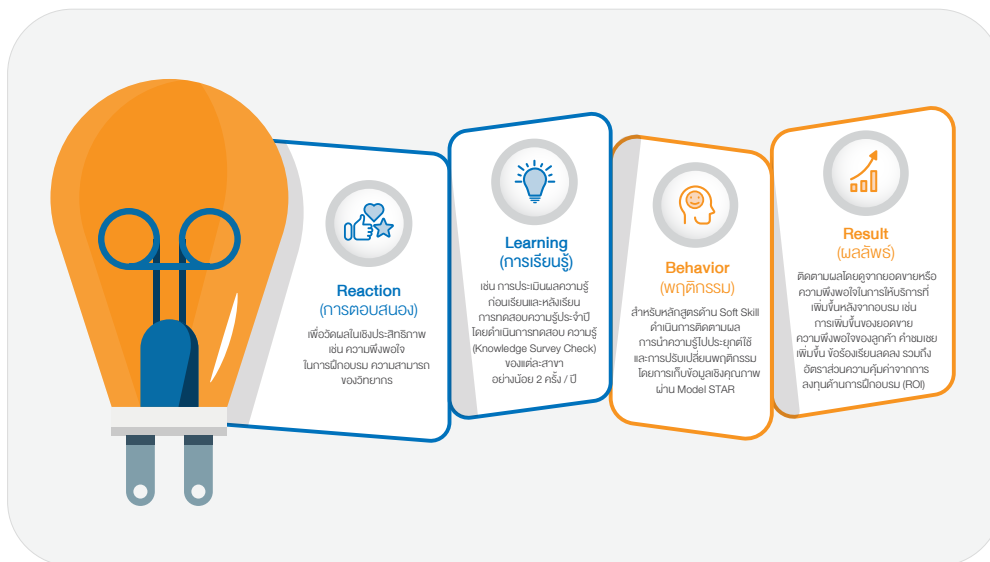 Reaction
(การตอบสนอง)
เพื่อวัดผลในเชิงประสิทธิภาพ
เช่น ความพึงพอใจ
ในการฝึกอบรม ความสามารถ
ของวิทยากร
Learning
(การเรียนรู้)
เช่น การประเมินผลความรู้
ก่อนเรียนและหลังเรียน
การทดสอบความรู้ประจำปี
โดยดำเนินการทดสอบ ความรู้
(Knowledge Survey Check)
ของแต่ละสาขา
อย่างน้อย 2 ครั้ง / ปี
Behavior
(พฤติกรรม)
สำหรับหลักสูตรด้าน Soft Skill
ดำเนินการติดตามผล
การนำความรู้ไปประยุกต์ใช้
และการปรับเปลี่ยนพฤติกรรม
โดยการเก็บข้อมูลเชิงคุณภาพ
ผ่าน Model STAR
Result
(ผลลัพธ์)
ติดตามผลโดยดูจากยอดขายหรือ
ความพึงพอใจในการให้บริการที่
เพิ่มขึ้นหลังจากอบรม เช่น
การเพิ่มขึ้นของยอดขาย
ความพึงพอใจของลูกค้า คำชมเชย
เพิ่มขึ้น ข้อร้องเรียนลดลง รวมถึง
อัตราส่วนความคุ้มค่าจากการ
ลงทุนด้านการฝึกอบรม (ROI)